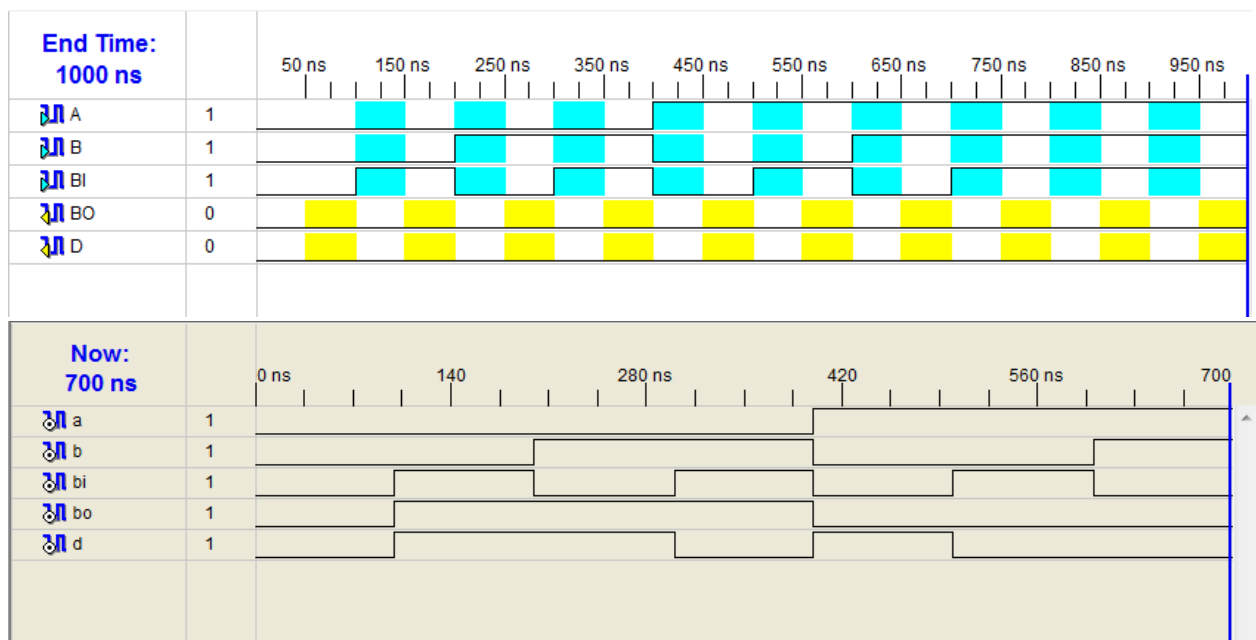 End Time:
1000 ns
50 ns 150 ns 250 ns 350 ns 450 ns 550 ns 650 ns 750 ns 850 ns 950 ns
A 1
B 1
BI 1
BO 0
D 0
Now:
700 ns
0 ns 140 280 ns 420 560 ns 700
a 1
b 1
bi 1
bo 1
d 1